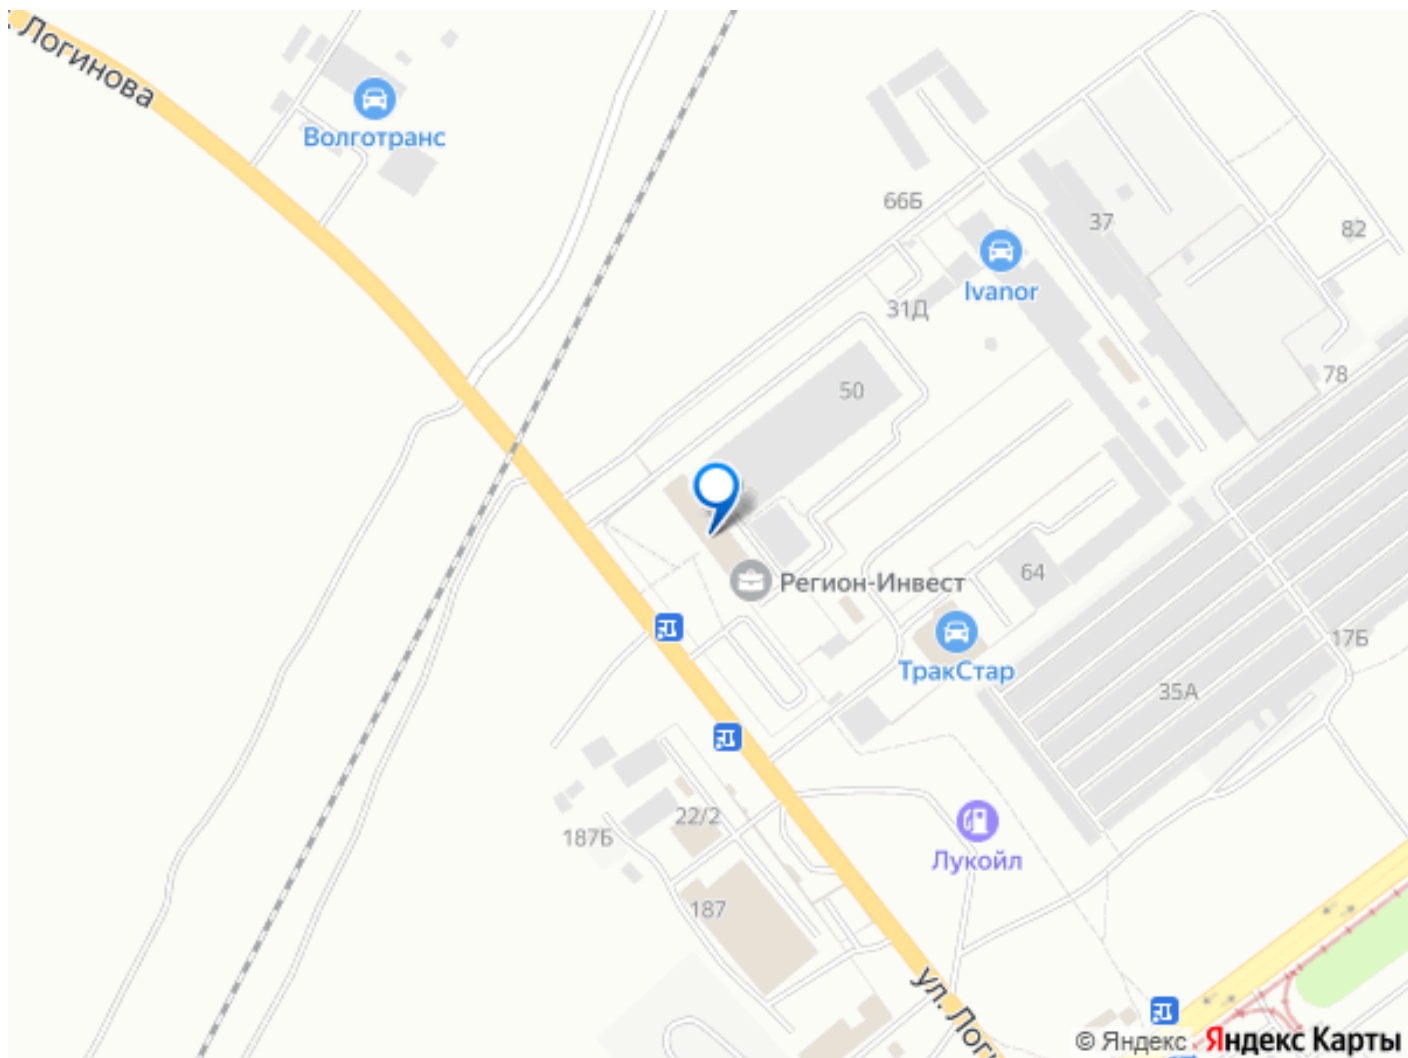 . Логинова
Волготранс
66Б
37
82
Ivanor
31Д
78
50
Регион-Инвест
64
17Б
ТракСтар
35А
22/2
187Б
Лукойл
187
ул. Логи
© Яндекс Яндекс Карты